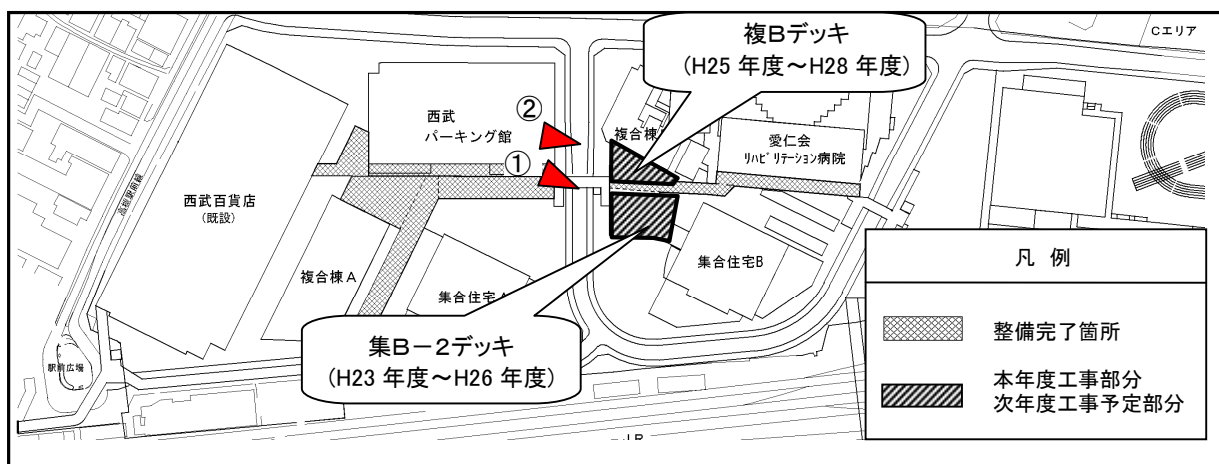 複Bデッキ
(H25 年度～H28 年度)
Cエリア
西武
パーキング館
②
①
複合棟
愛仁会
リハビリテーション病院
高槻駅前線
西武百貨店
(既設)
複合棟A
集合住宅
集合住宅B
集B－2デッキ
(H23 年度～H26 年度)
駅前広場
JR
凡 例
整備完了箇所
本年度工事部分
次年度工事予定部分